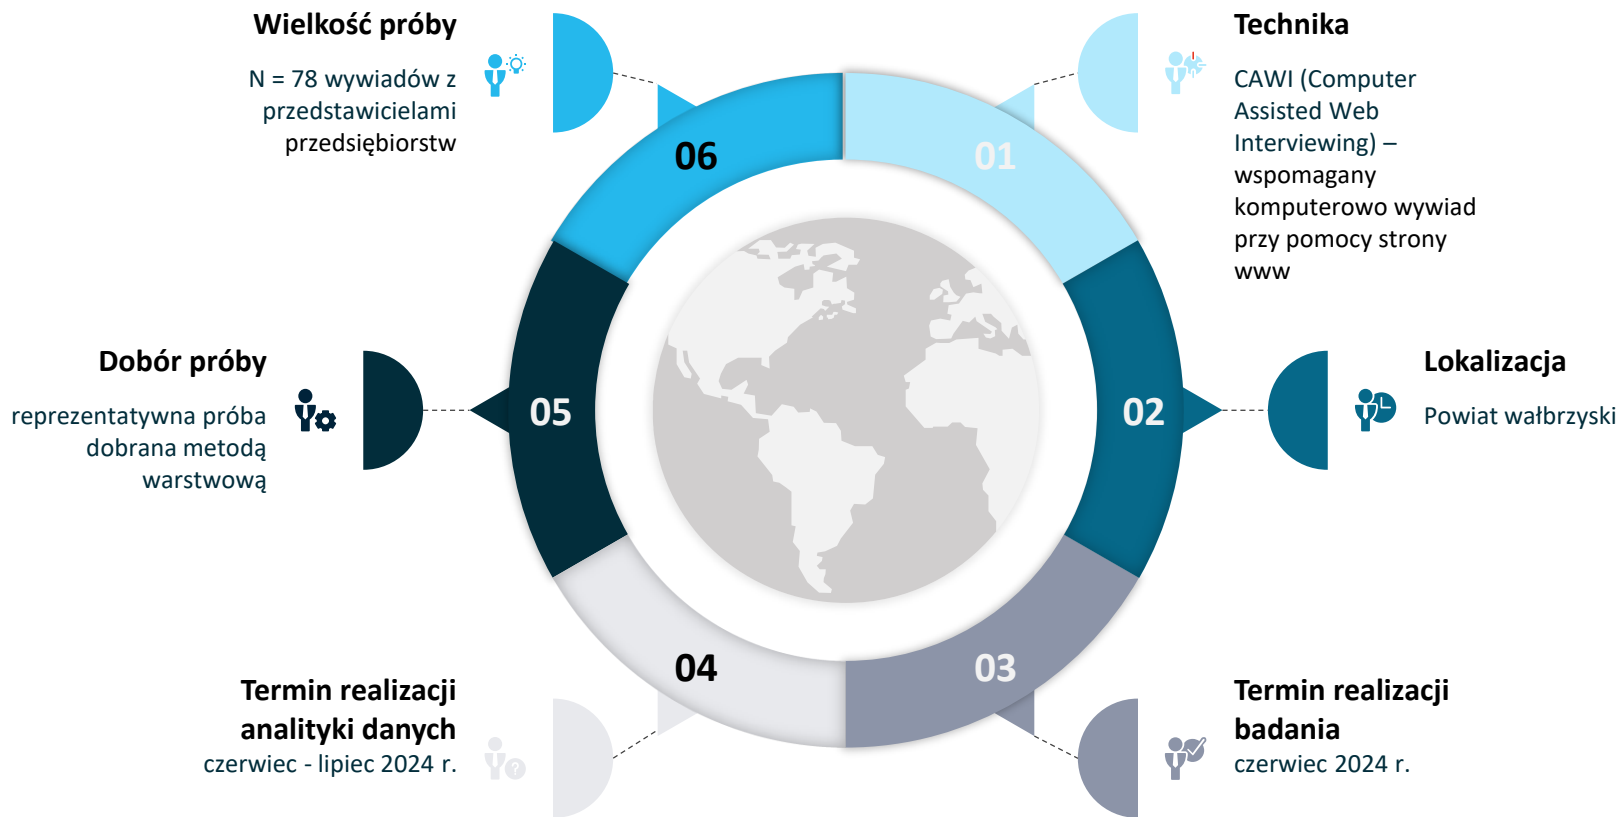 Wielkość próby
N = 78 wywiadów z
przedstawicielami
przedsiębiorstw
06
Technika
CAWI (Computer
Assisted Web
Interviewing) –
wspomagany
komputerowo wywiad
przy pomocy strony
www
01
Dobór próby
reprezentatywna próba
dobrana metodą
warstwową
05
02
Lokalizacja
Powiat wałbrzyski
Termin realizacji
analityki danych
czerwiec - lipiec 2024 r.
?
04
03
Termin realizacji
badania
czerwiec 2024 r.